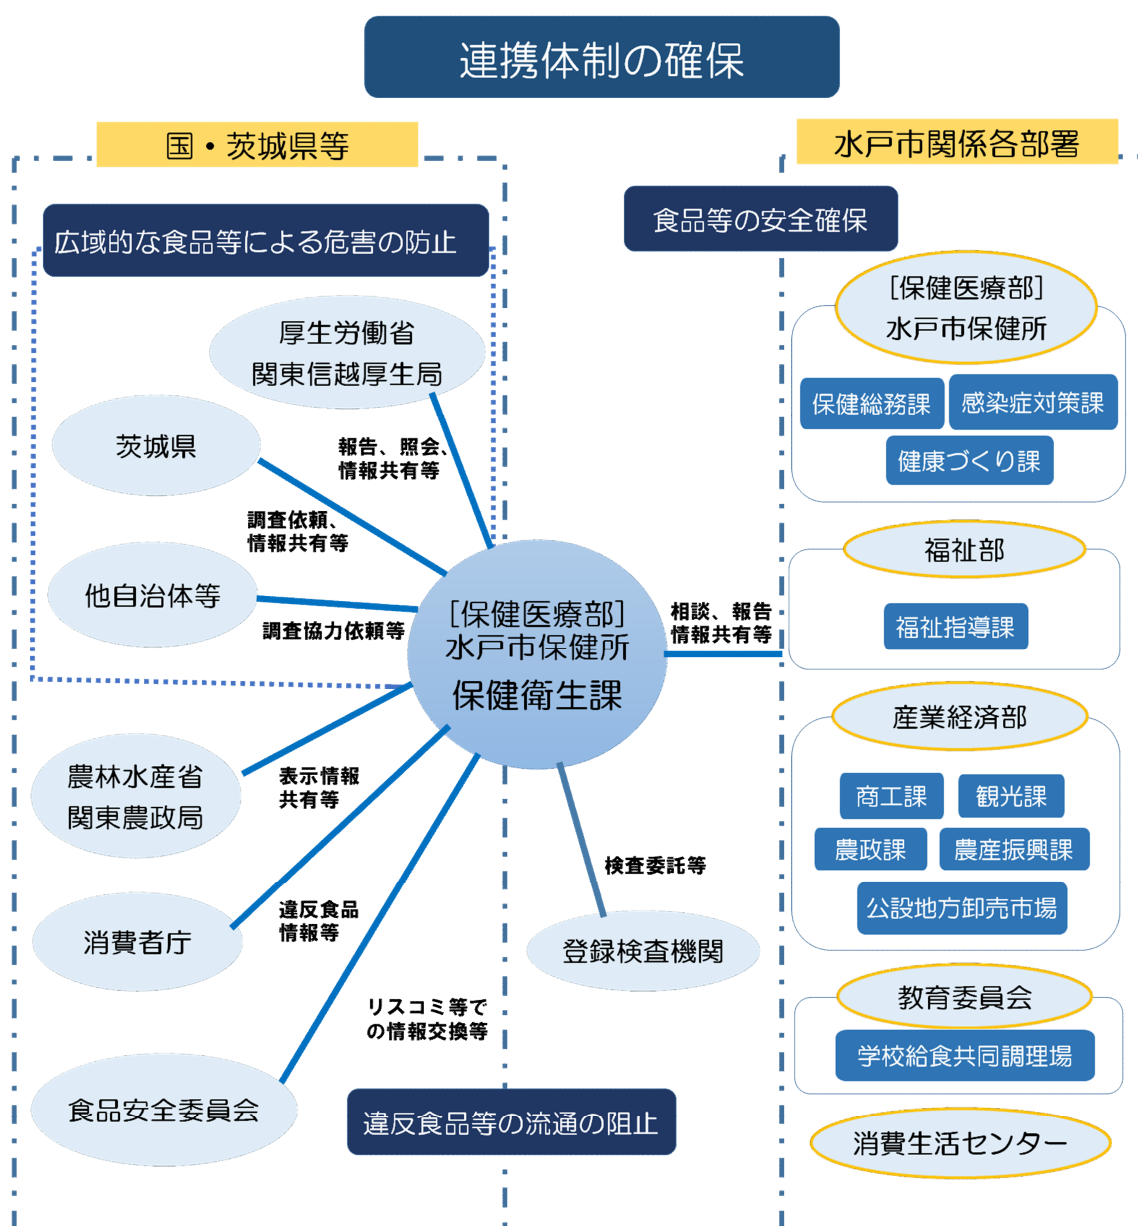 連携体制の確保
国・茨城県等
広域的な食品等による危害の防止
厚生労働省
関東信越厚生局
報告、照会、
情報共有等
茨城県
調査依頼、
情報共有等
他自治体等
調査協力依頼等
[保健医療部]
水戸市保健所
保健衛生課
農林水産省
関東農政局
表示情報
共有等
消費者庁
違反食品
情報等
食品安全委員会
リスコミ等で
の情報交換等
検査委託等
登録検査機関
違反食品等の流通の阻止
食品等の安全確保
相談、報告
情報共有等
水戸市関係各部署
[保健医療部]
水戸市保健所
保健総務課
感染症対策課
健康づくり課
福祉部
福祉指導課
産業経済部
商工課
観光課
農政課
農産振興課
公設地方卸売市場
教育委員会
学校給食共同調理場
消費生活センター